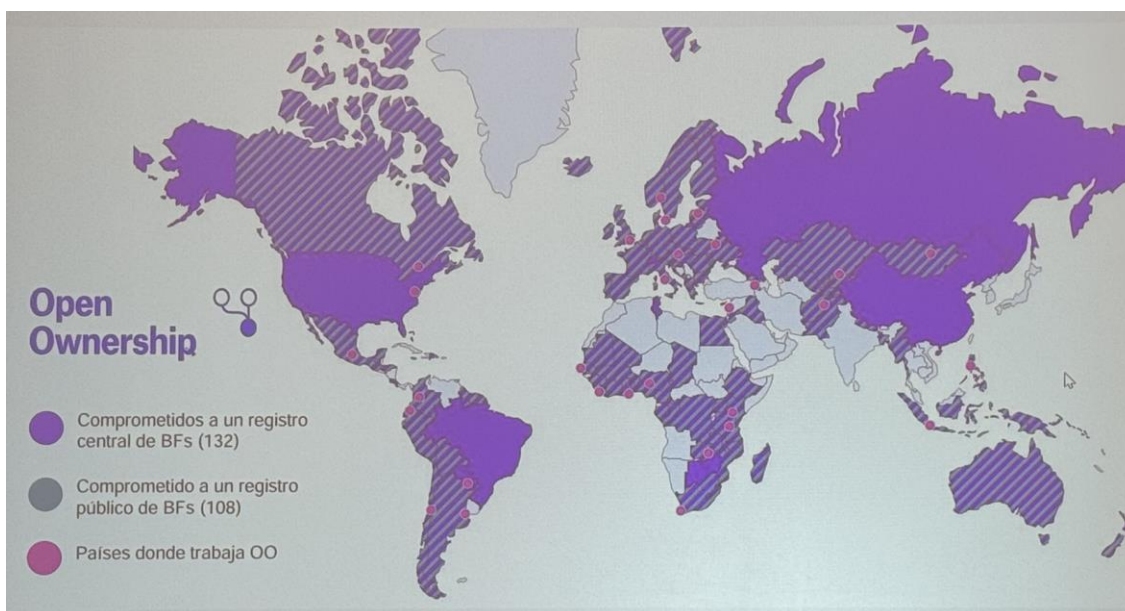 Open
Ownership
Comprometidos a un registro
central de BFs (132)
Comprometido a un registro
público de BFs (108)
Países donde trabaja OO